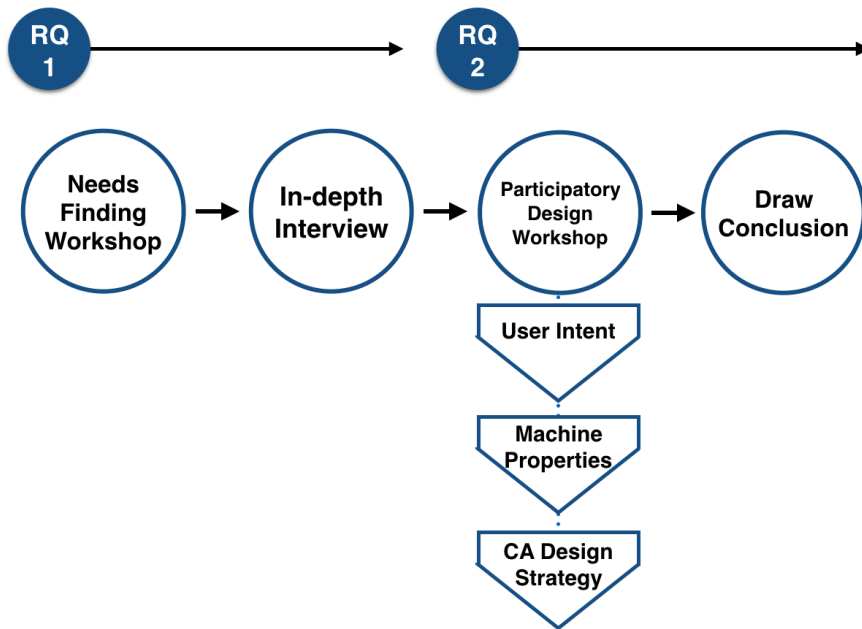 RQ
1
RQ
2
Needs
Finding
Workshop
In-depth
Interview
Participatory
Design
Workshop
Draw
Conclusion
User Intent
Machine
Properties
CA Design
Strategy